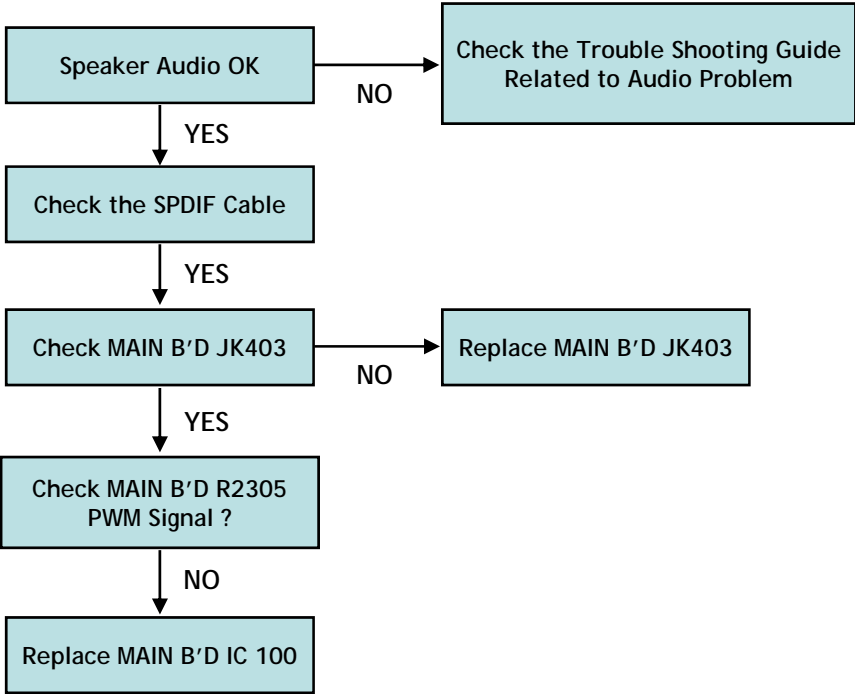 Speaker Audio OK
NO
Check the Trouble Shooting Guide
Related to Audio Problem
YES
Check the SPDIF Cable
YES
Check MAIN B’D JK403
NO
Replace MAIN B’D JK403
YES
Check MAIN B’D R2305
PWM Signal ?
NO
Replace MAIN B’D IC 100